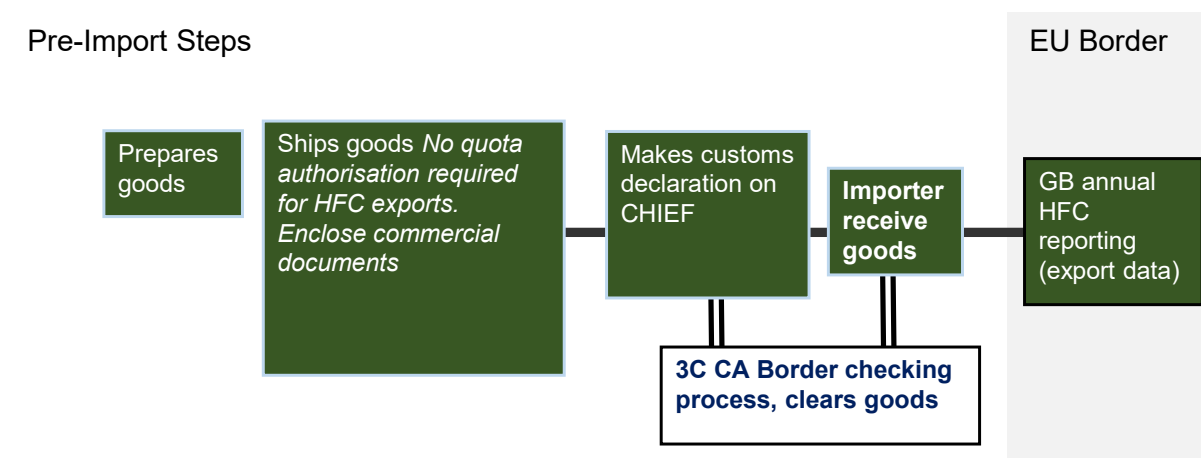 Pre-Import Steps
EU Border
Prepares
goods
Ships goods No quota
authorisation required
for HFC exports.
Enclose commercial
documents
Makes customs
declaration on
CHIEF
Importer
receive
goods
GB annual
HFC
reporting
(export data)
3C CA Border checking
process, clears goods